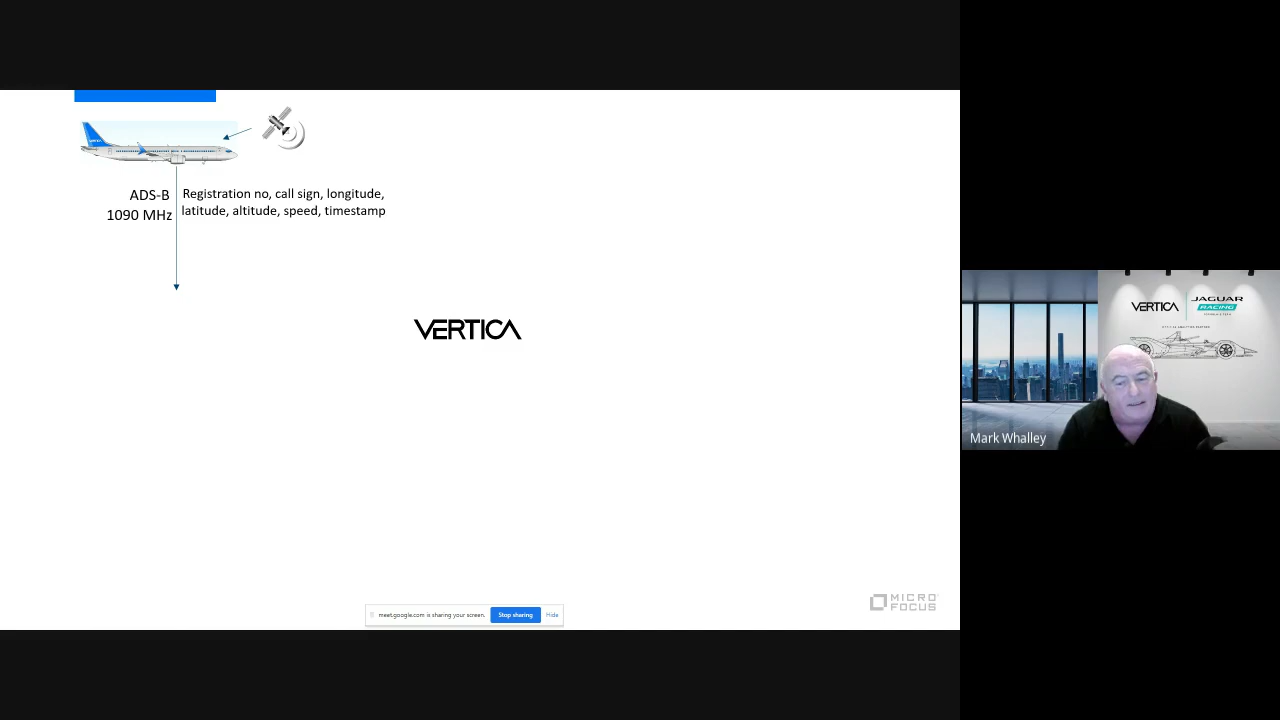 ADS-B
1090 MHz
Registration no, call sign, longitude,
latitude, altitude, speed, timestamp
VERTICA
meet.google.com is sharing your screen.
Stop sharing
Hide
MICRO
FOCUS
VERTICA
JAGUAR
RACING
Mark Whalley